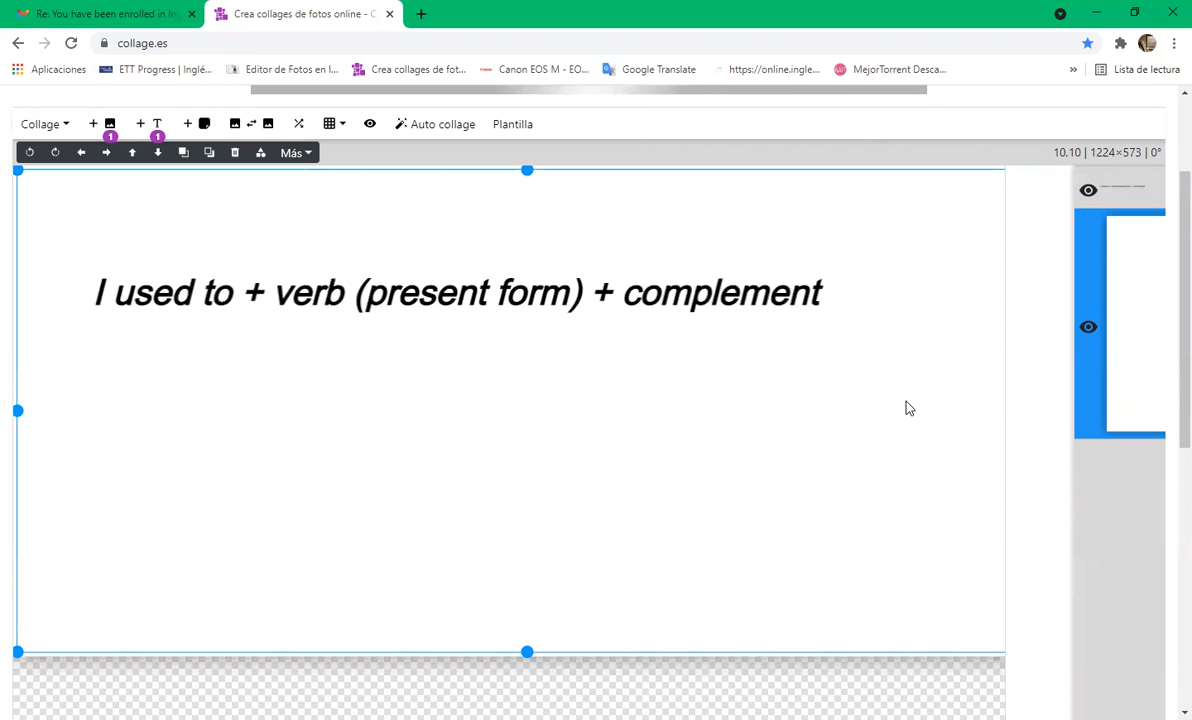 Re: You have been enrolled in In
Crea collages de fotos online - C
collage.es
Aplicaciones
ETT Progress | Inglé...
Editor de Fotos en l...
Crea collages de fot...
Canon EOS M - EO...
Google Translate
https://online.ingle...
MejorTorrent Desca...
»
Lista de lectura
Collage
+
+ T
+
Auto collage
Plantilla
1
1
Más
10,10 | 1224×573 | 0°
I used to + verb (present form) + complement